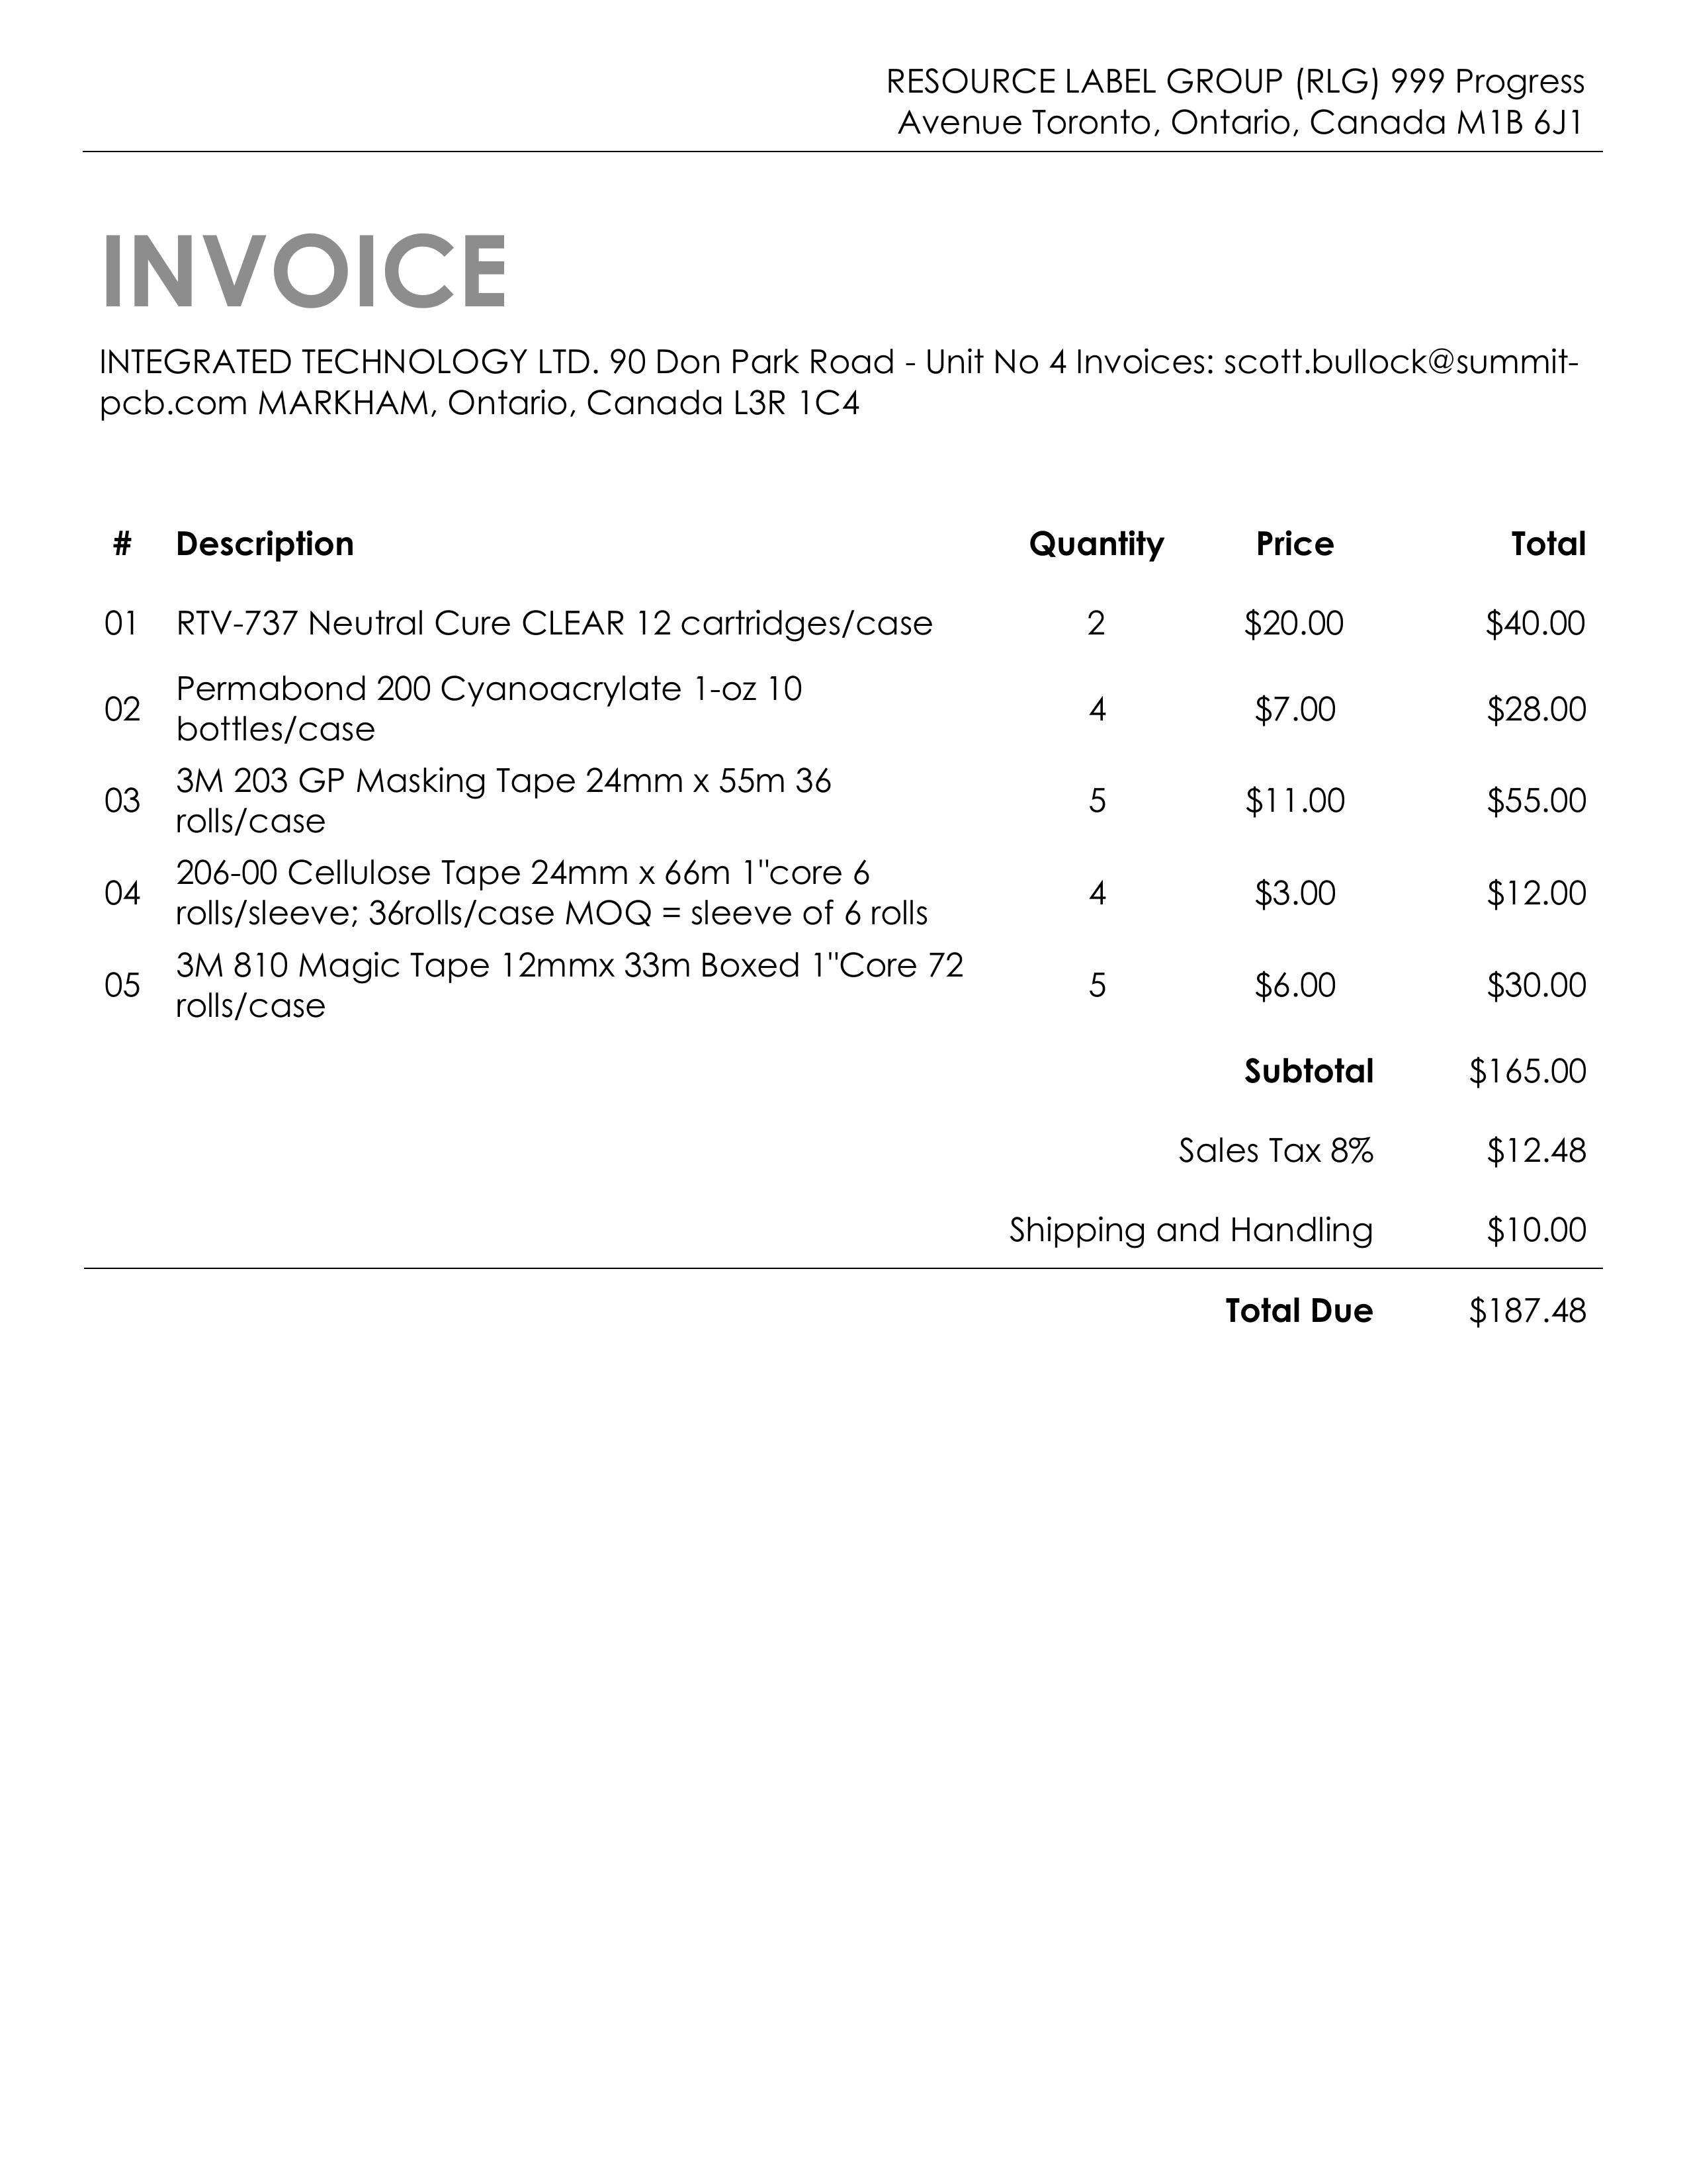 RESOURCE LABEL GROUP (RLG) 999 Progress
Avenue Toronto, Ontario, Canada M1B 6J1
INVOICE
INTEGRATED TECHNOLOGY LTD. 90 Don Park Road - Unit No 4 Invoices: scott.bullock@summit-
pcb.com MARKHAM, Ontario, Canada L3R 1C4
# Description Quantity Price Total
01 RTV-737 Neutral Cure CLEAR 12 cartridges/case 2 $20.00 $40.00
02 Permabond 200 Cyanoacrylate 1-oz 10
bottles/case 4 $7.00 $28.00
03 3M 203 GP Masking Tape 24mm x 55m 36
rolls/case 5 $11.00 $55.00
04 206-00 Cellulose Tape 24mm x 66m 1"core 6
rolls/sleeve; 36rolls/case MOQ = sleeve of 6 rolls 4 $3.00 $12.00
05 3M 810 Magic Tape 12mmx 33m Boxed 1"Core 72
rolls/case 5 $6.00 $30.00
Subtotal $165.00
Sales Tax 8% $12.48
Shipping and Handling $10.00
Total Due $187.48